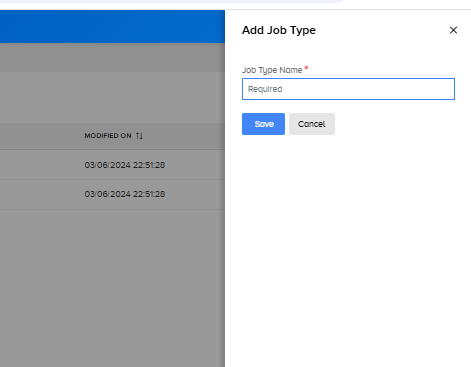 Add Job Type ×
Job Type Name *
Required
Save Cancel
MODIFIED ON ↑↓
03/06/2024 22:51:28
03/06/2024 22:51:28